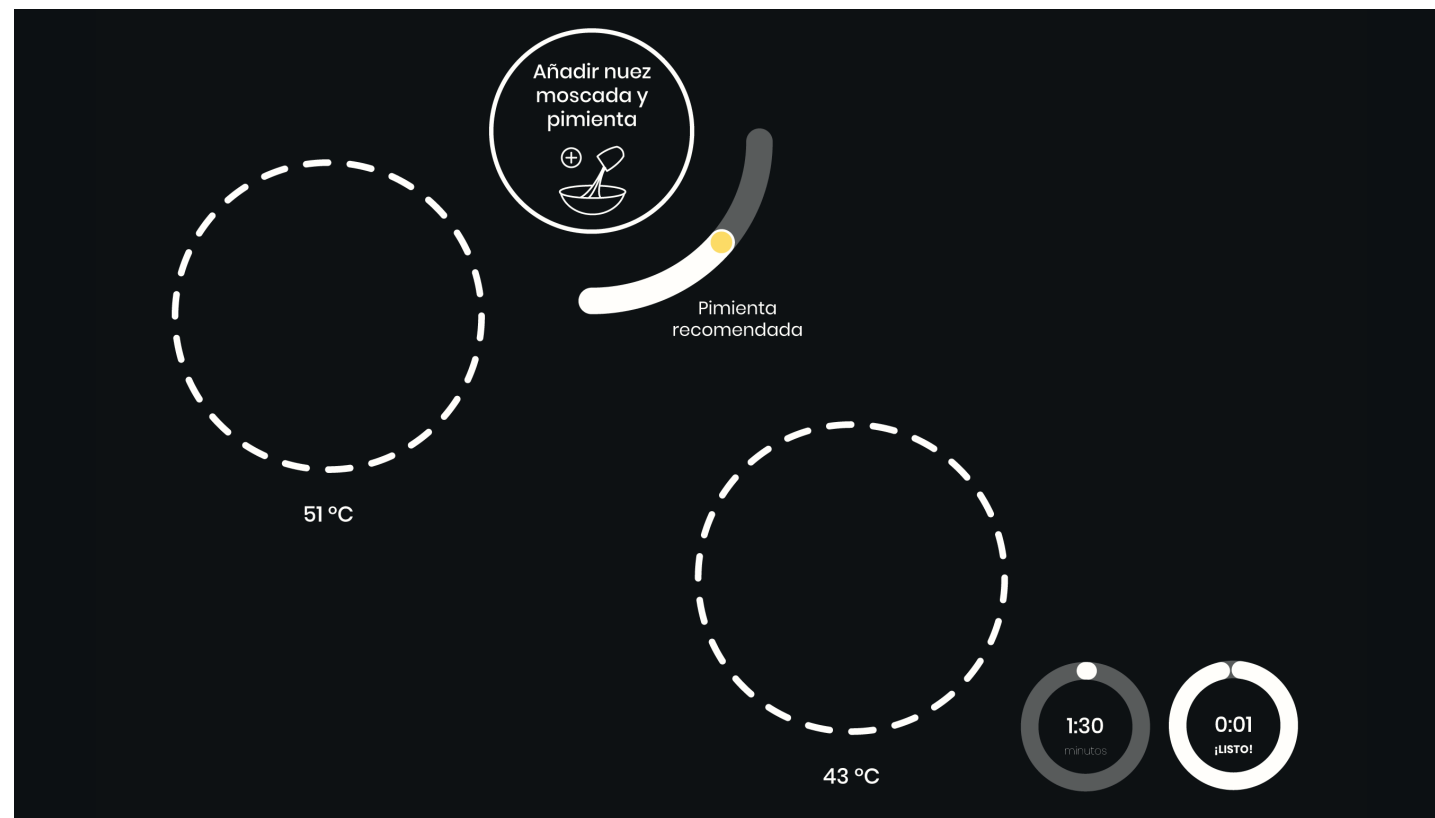 Añadir nuez
moscada y
pimienta
Pimienta
recomendada
51 °C
43 °C
1:30
minutos
0:01
¡LISTO!